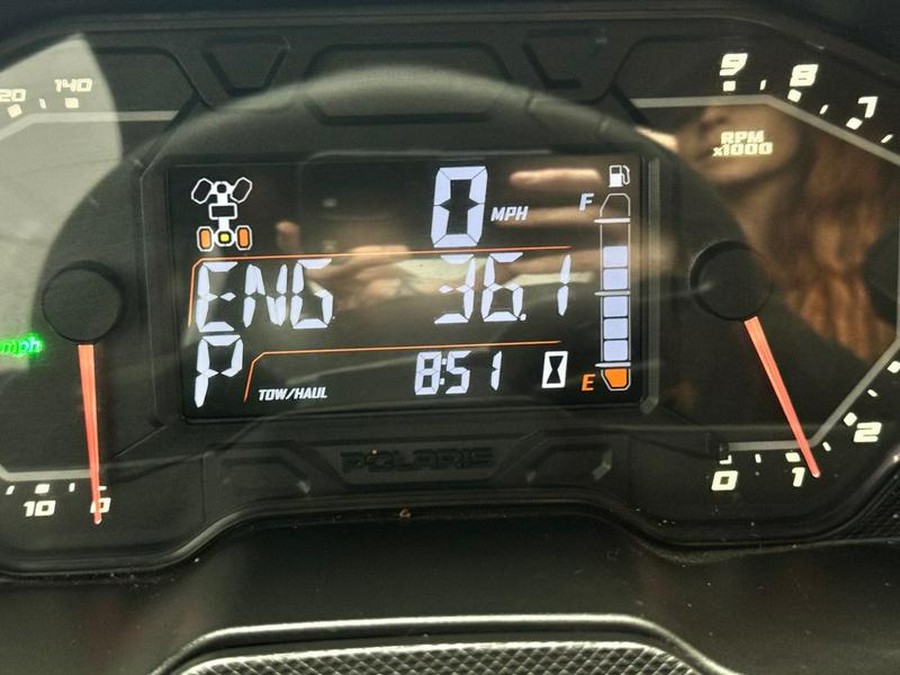 20 140
9 8 7
RPM
x1000
0 MPH
F
ENG 36.1
mph
P
TOW/HAUL 8:51
E
POLARIS
10 0
2
0 1